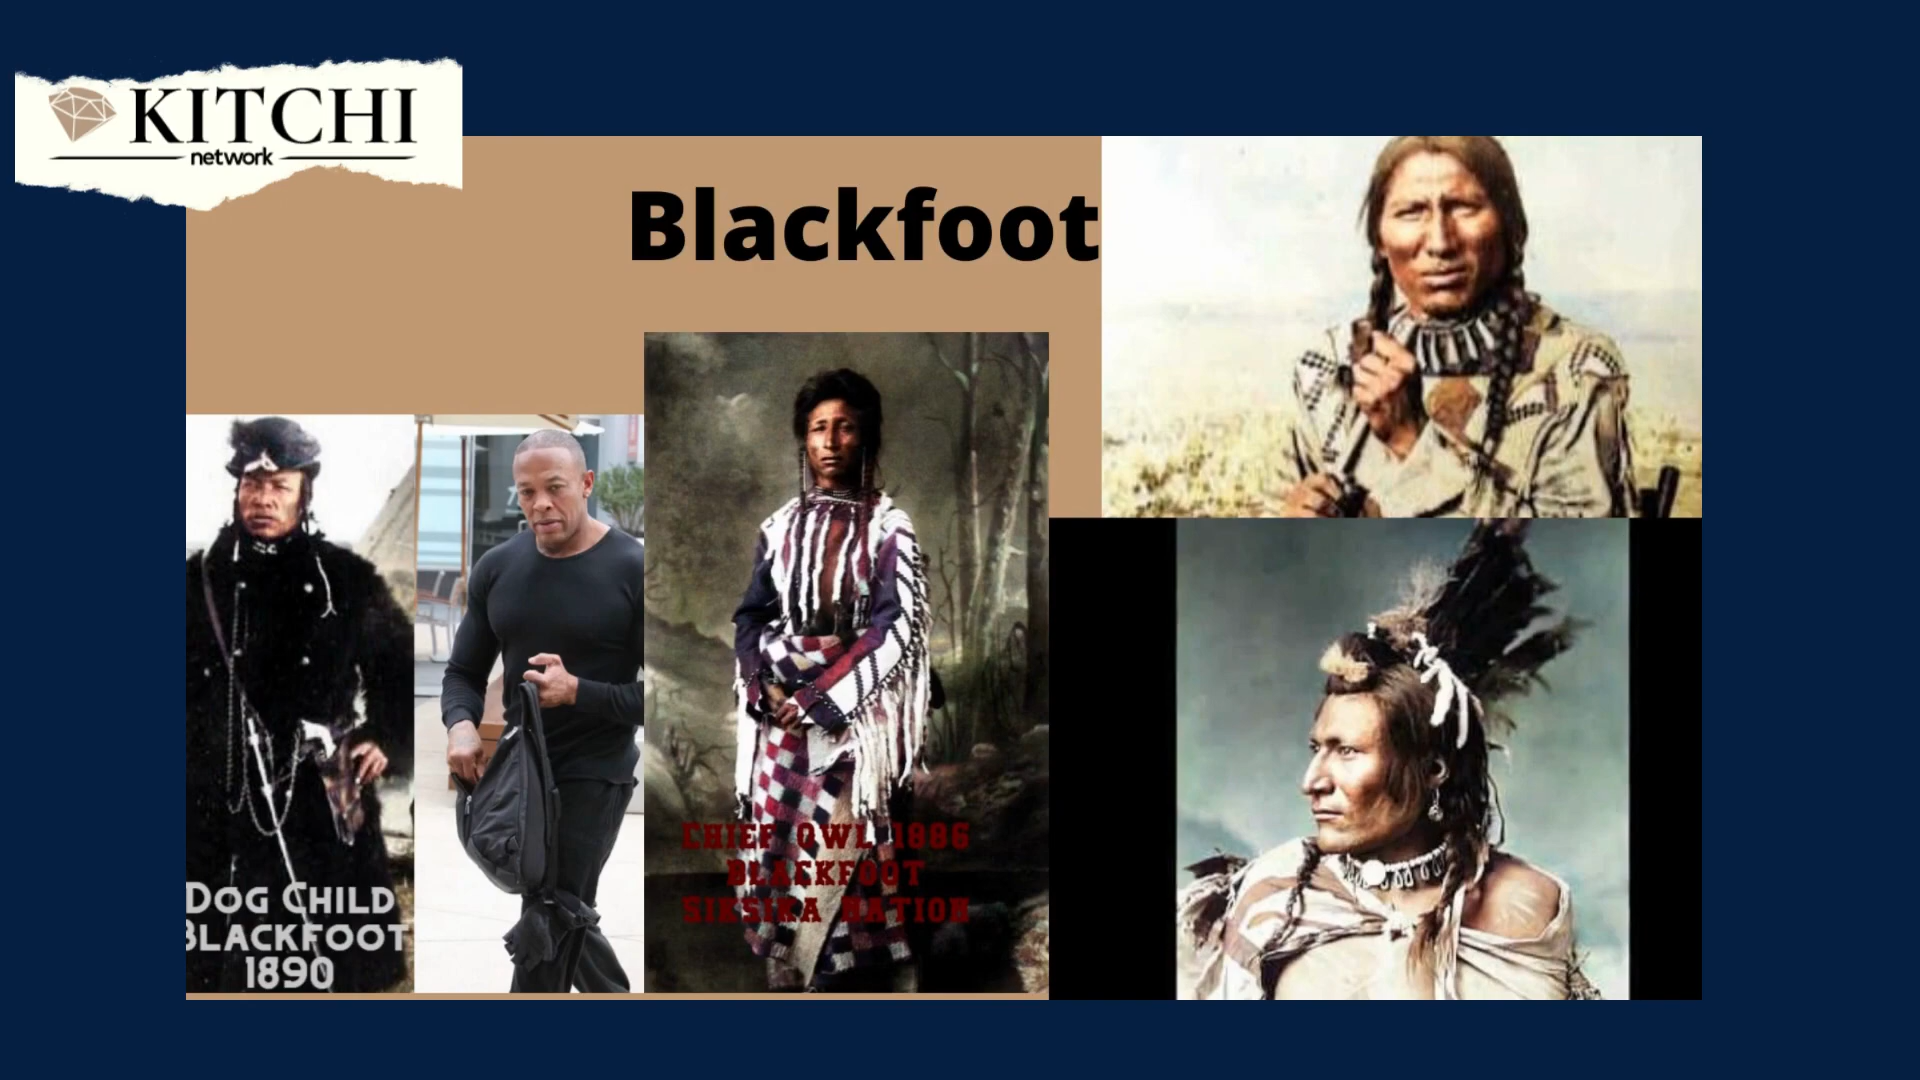 KITCHI
network
Blackfoot
DOG CHILD
BLACKFOOT
1890
CHIEF OWL 1886
BLACKFOOT
SIKSIKA NATION